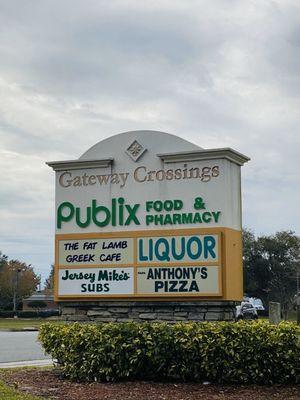 Gateway Crossings
Publix FOOD &
PHARMACY
THE FAT LAMB
GREEK CAFE
LIQUOR
Jersey Mike's
SUBS
ANTHONY'S
PIZZA